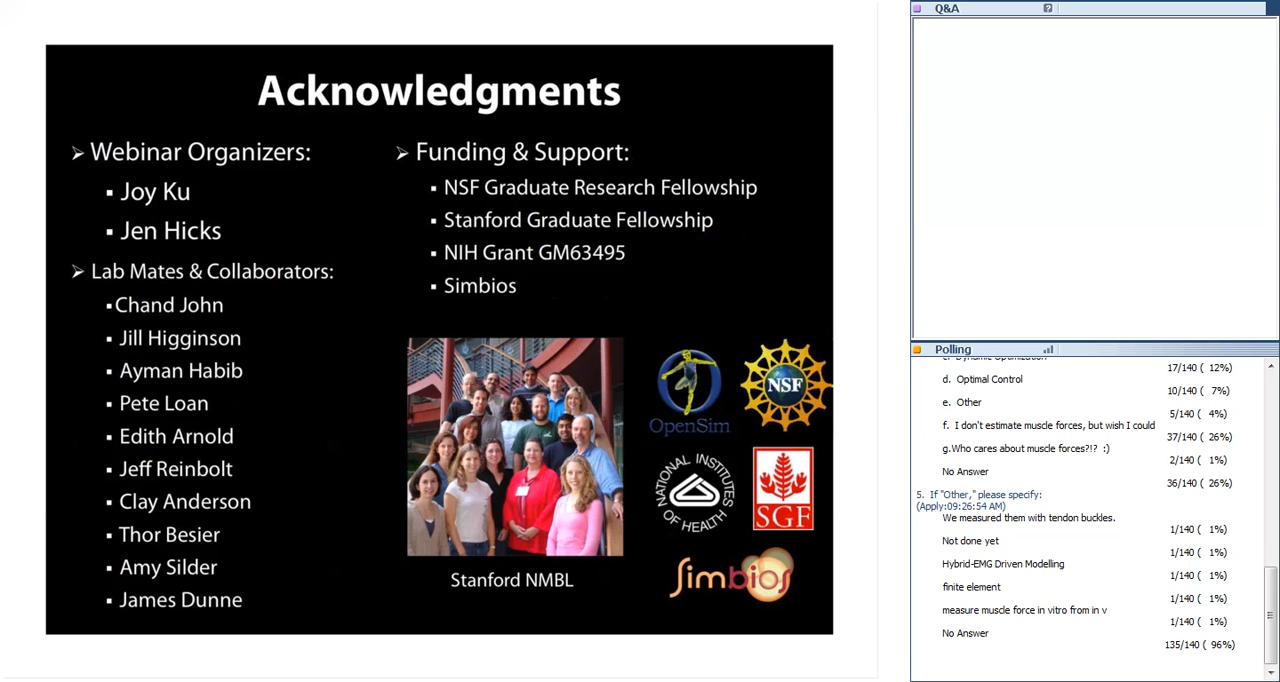 Acknowledgments
➢ Webinar Organizers:
▪ Joy Ku
▪ Jen Hicks
➢ Lab Mates & Collaborators:
▪ Chand John
▪ Jill Higginson
▪ Ayman Habib
▪ Pete Loan
▪ Edith Arnold
▪ Jeff Reinbolt
▪ Clay Anderson
▪ Thor Besier
▪ Amy Silder
▪ James Dunne
➢ Funding & Support:
▪ NSF Graduate Research Fellowship
▪ Stanford Graduate Fellowship
▪ NIH Grant GM63495
▪ Simbios
Stanford NMBL
OpenSim
NSF
NATIONAL INSTITUTES OF HEALTH
SGF
Simbios
Q&A
?
Polling
17/140 ( 12%)
d. Optimal Control
10/140 ( 7%)
e. Other
5/140 ( 4%)
f. I don't estimate muscle forces, but wish I could
37/140 ( 26%)
g.Who cares about muscle forces?!? :)
2/140 ( 1%)
No Answer
36/140 ( 26%)
5. If "Other," please specify:
(Apply:09:26:54 AM)
We measured them with tendon buckles.
1/140 ( 1%)
Not done yet
1/140 ( 1%)
Hybrid-EMG Driven Modelling
1/140 ( 1%)
finite element
1/140 ( 1%)
measure muscle force in vitro from in v
1/140 ( 1%)
No Answer
135/140 ( 96%)